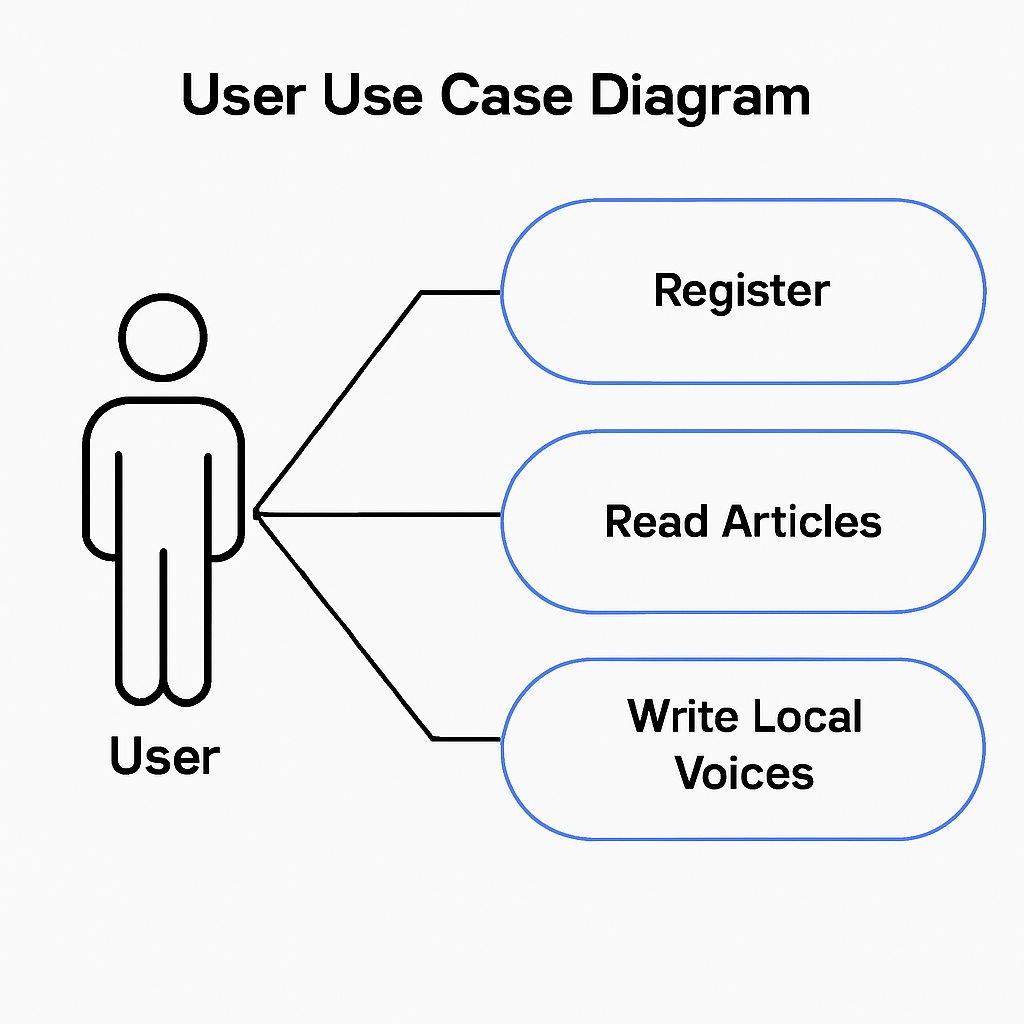 User Use Case Diagram
Register
Read Articles
Write Local
Voices
User